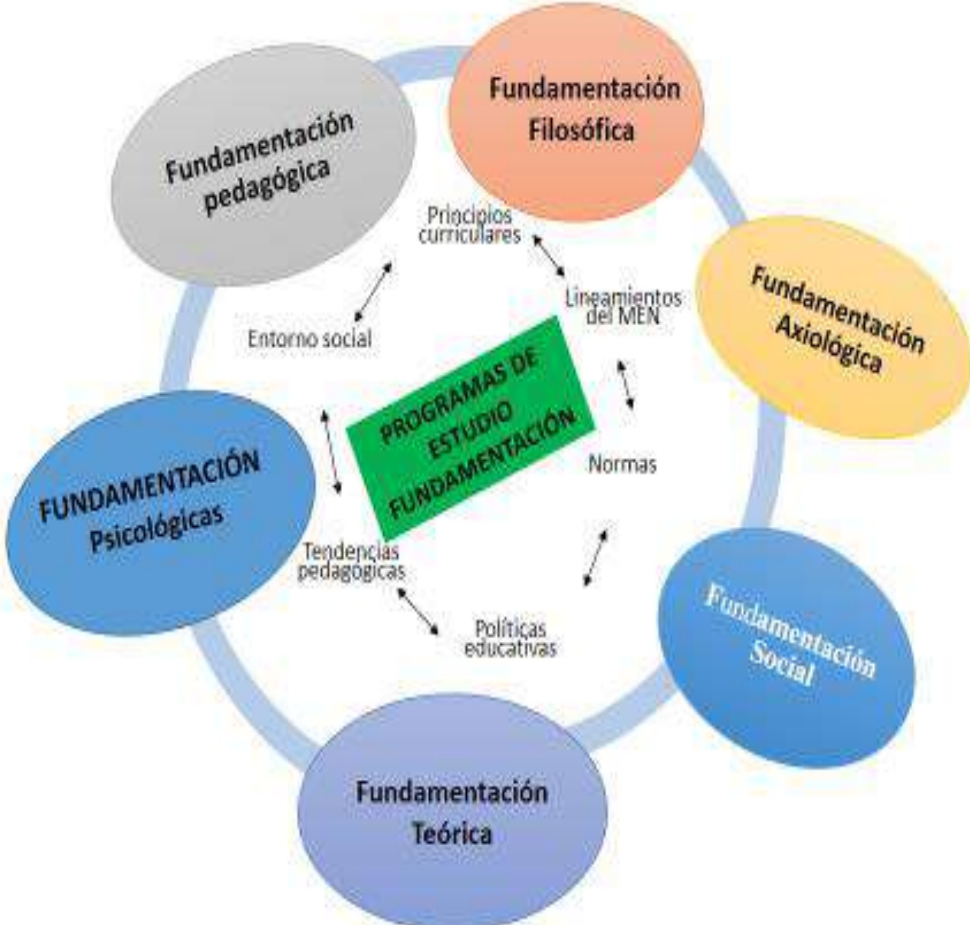 Fundamentación
Filosófica
Fundamentación
pedagógica
Principios
curriculares
Fundamentación
Axiológica
Lineamientos
del MEN
Entorno social
PROGRAMAS DE
ESTUDIO
FUNDAMENTACIÓN
Normas
FUNDAMENTACIÓN
Psicológicas
Tendencias
pedagógicas
Políticas
educativas
Fundamentación
Social
Fundamentación
Teórica